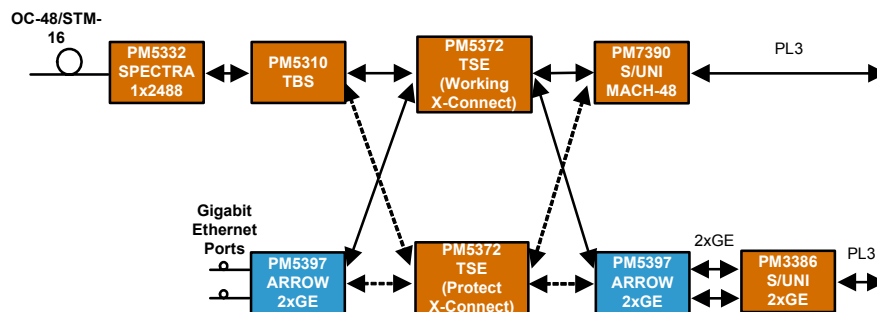 OC-48/STM-
16
PM5332
SPECTRA
1x2488
PM5310
TBS
PM5372
TSE
(Working
X-Connect)
PM7390
S/UNI
MACH-48
PL3
Gigabit
Ethernet
Ports
PM5397
ARROW
2xGE
PM5372
TSE
(Protect
X-Connect)
PM5397
ARROW
2xGE
2xGE
PM3386
S/UNI
2xGE
PL3